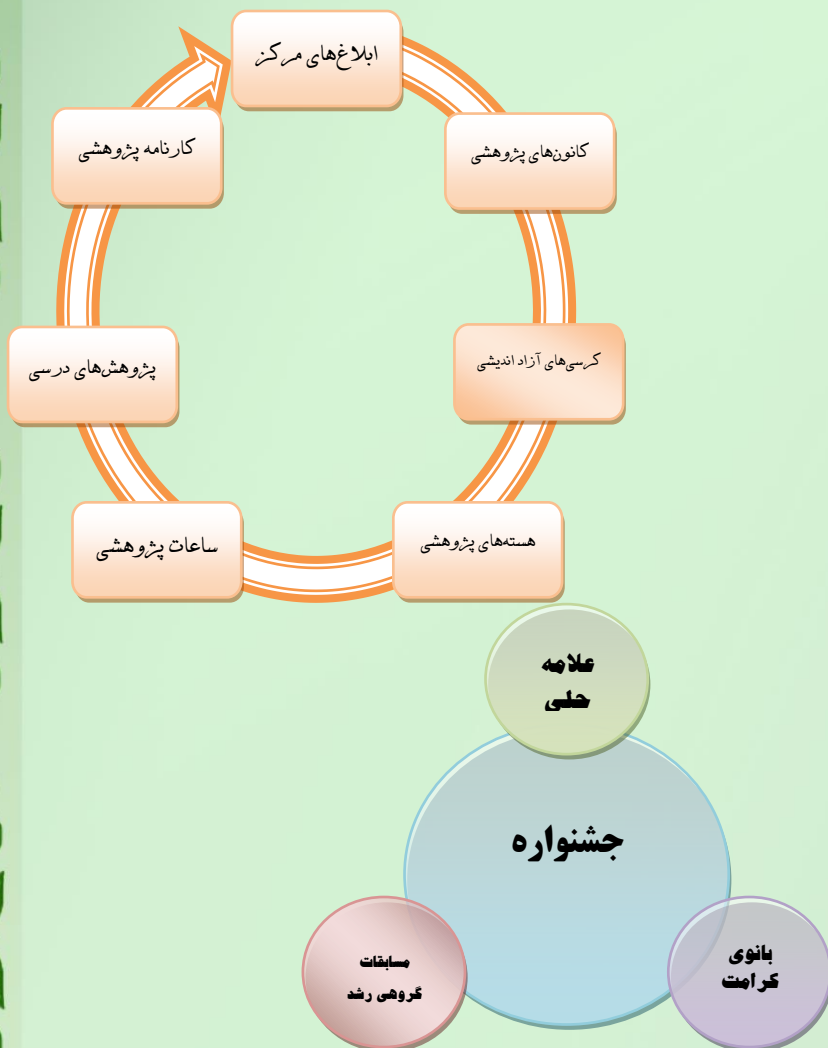 ابلاغ‌های مرکز
کانون‌های پژوهشی
کرسی‌های آزاد اندیشی
هسته‌های پژوهشی
ساعات پژوهشی
پژوهش‌های درسی
کارنامه پژوهشی
علامه
حلی
جشنواره
بانوی
کرامت
مسابقات
گروهی رشد